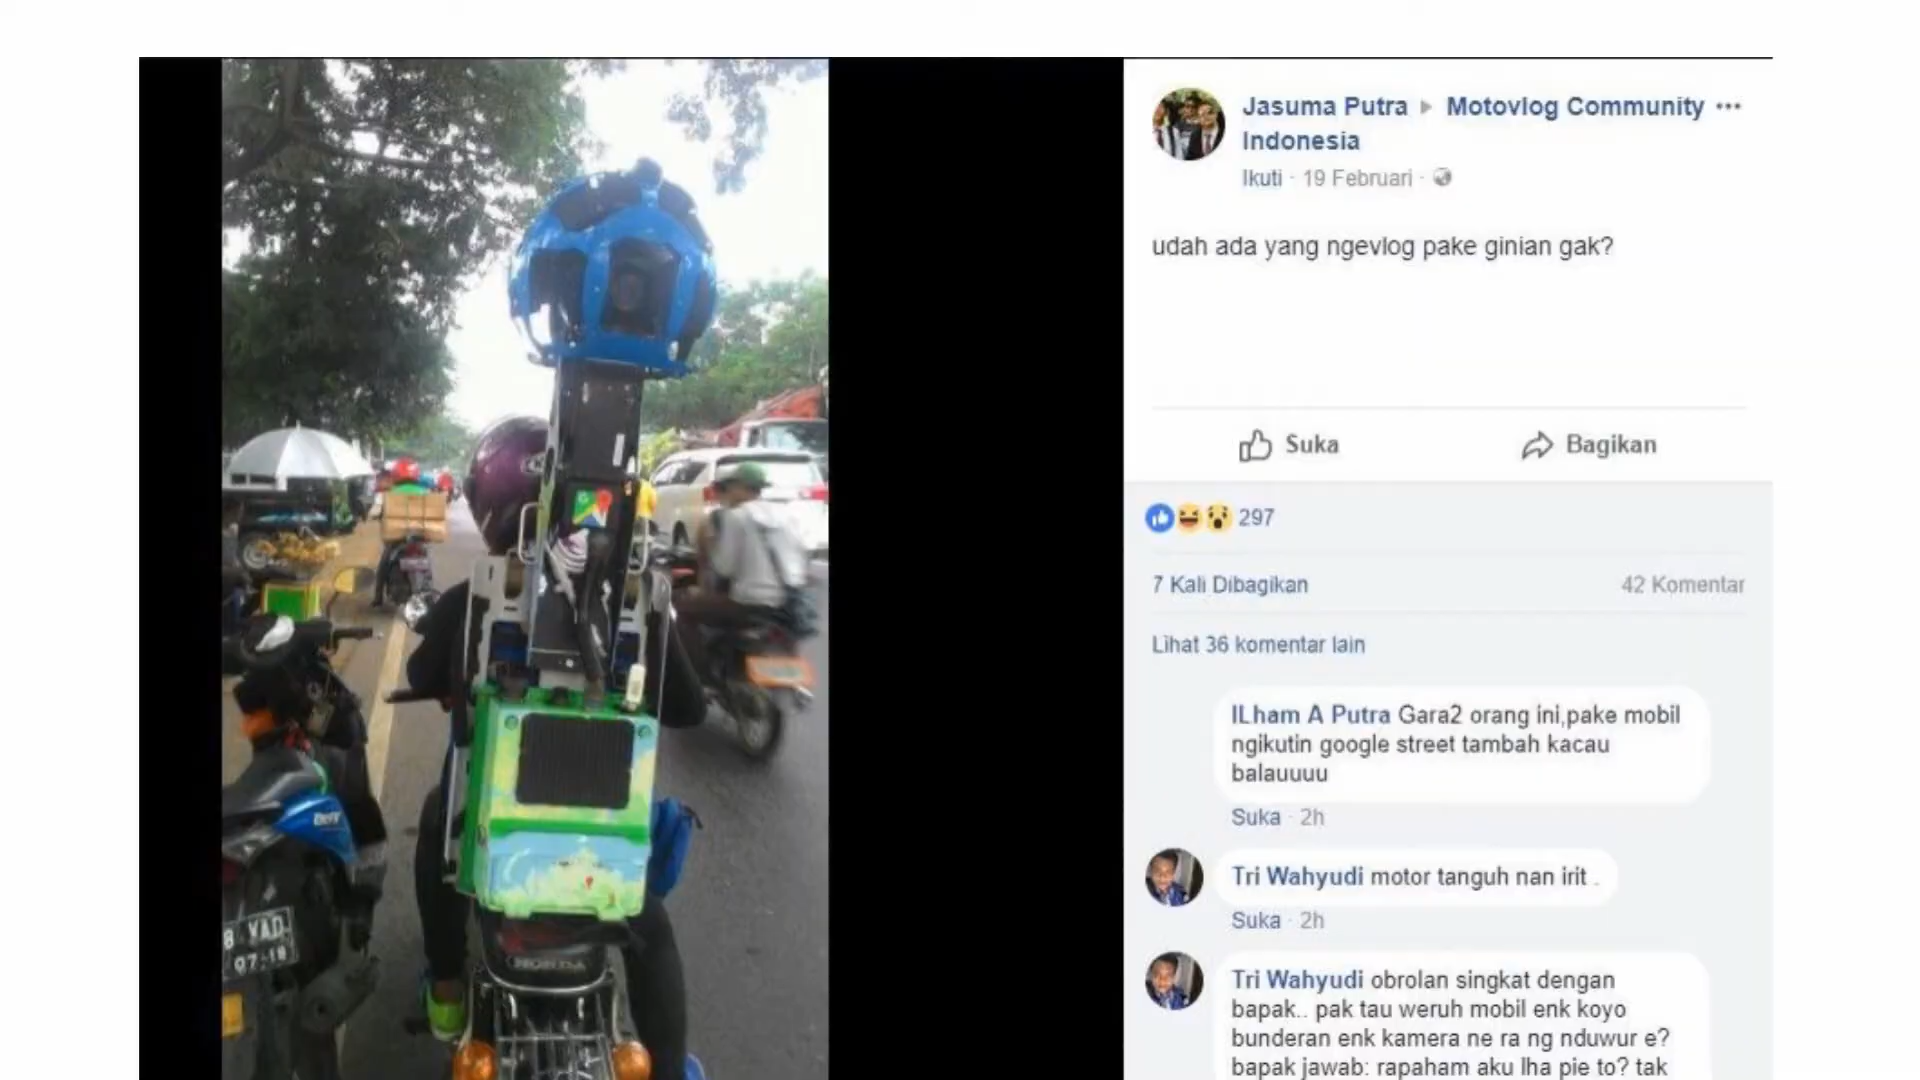 Jasuma Putra ▸ Motovlog Community ...
Indonesia
Ikuti · 19 Februari ·
udah ada yang ngevlog pake ginian gak?
Suka Bagikan
297
7 Kali Dibagikan 42 Komentar
Lihat 36 komentar lain
ILham A Putra Gara2 orang ini,pake mobil
ngikutin google street tambah kacau
balauuuu
Suka · 2h
Tri Wahyudi motor tanguh nan irit .
Suka · 2h
Tri Wahyudi obrolan singkat dengan
bapak.. pak tau weruh mobil enk koyo
bunderan enk kamera ne ra ng nduwur e?
bapak jawab: rapaham aku lha pie to? tak
HONDA
VAD
07-18